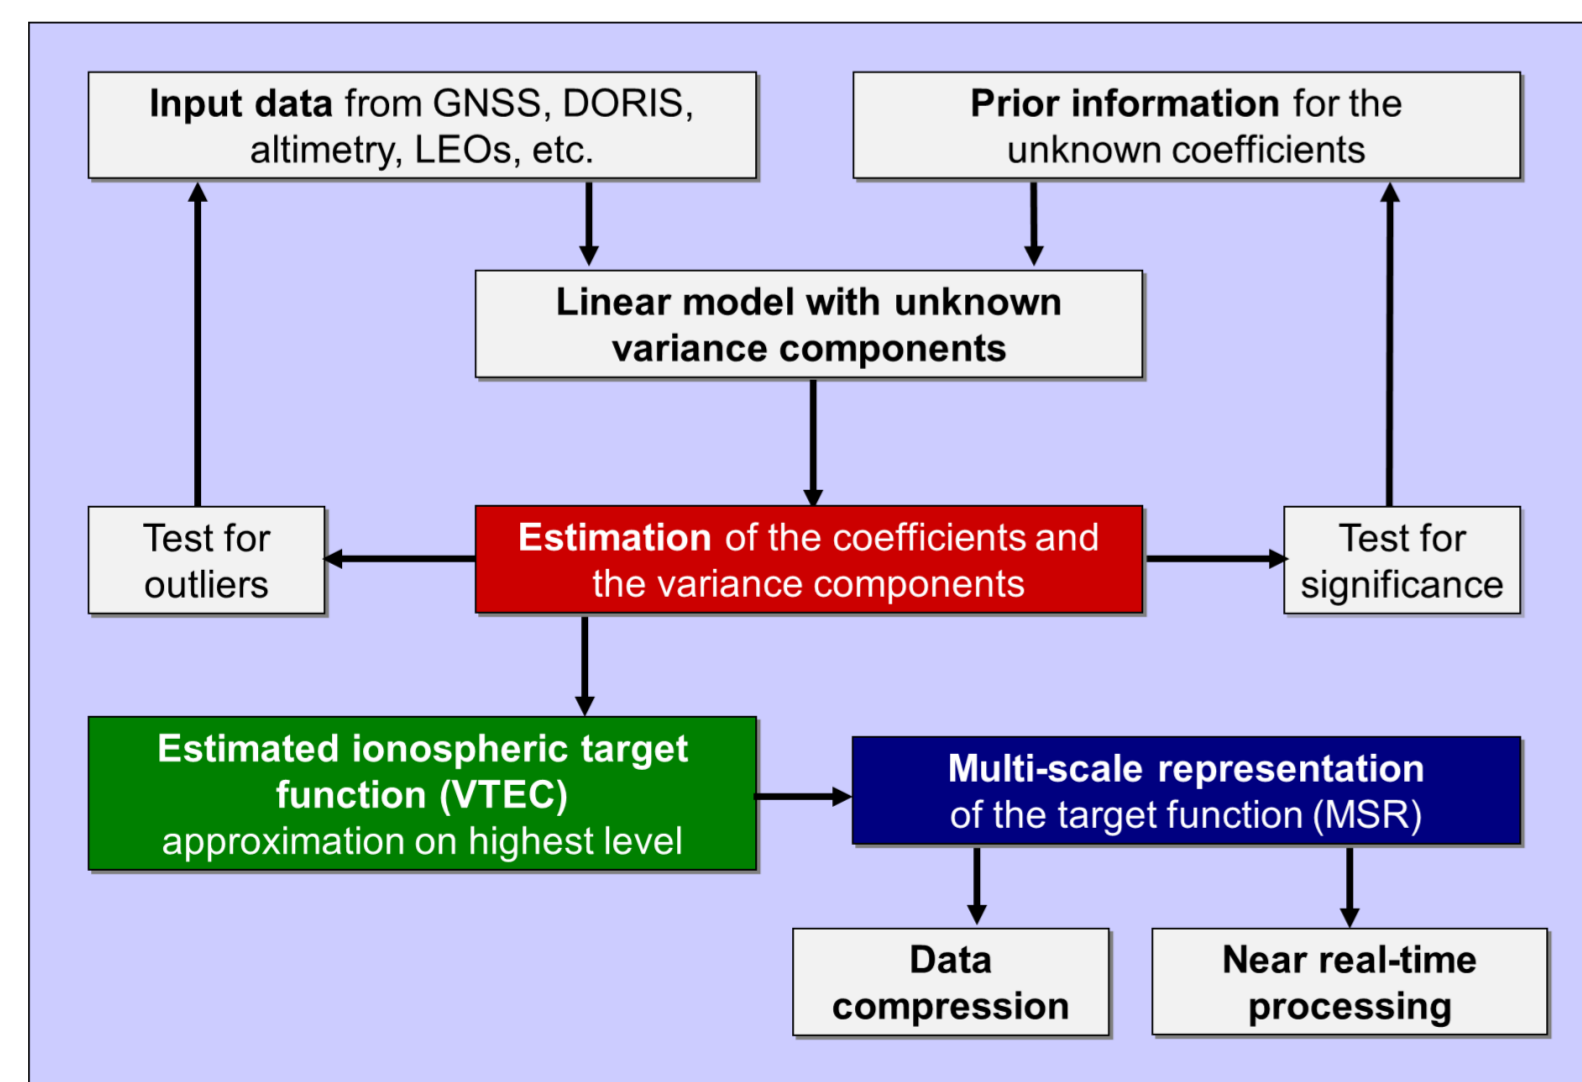 Input data from GNSS, DORIS,
altimetry, LEOs, etc.
Prior information for the
unknown coefficients
Linear model with unknown
variance components
Test for
outliers
Estimation of the coefficients and
the variance components
Test for
significance
Estimated ionospheric target
function (VTEC)
approximation on highest level
Multi-scale representation
of the target function (MSR)
Data
compression
Near real-time
processing